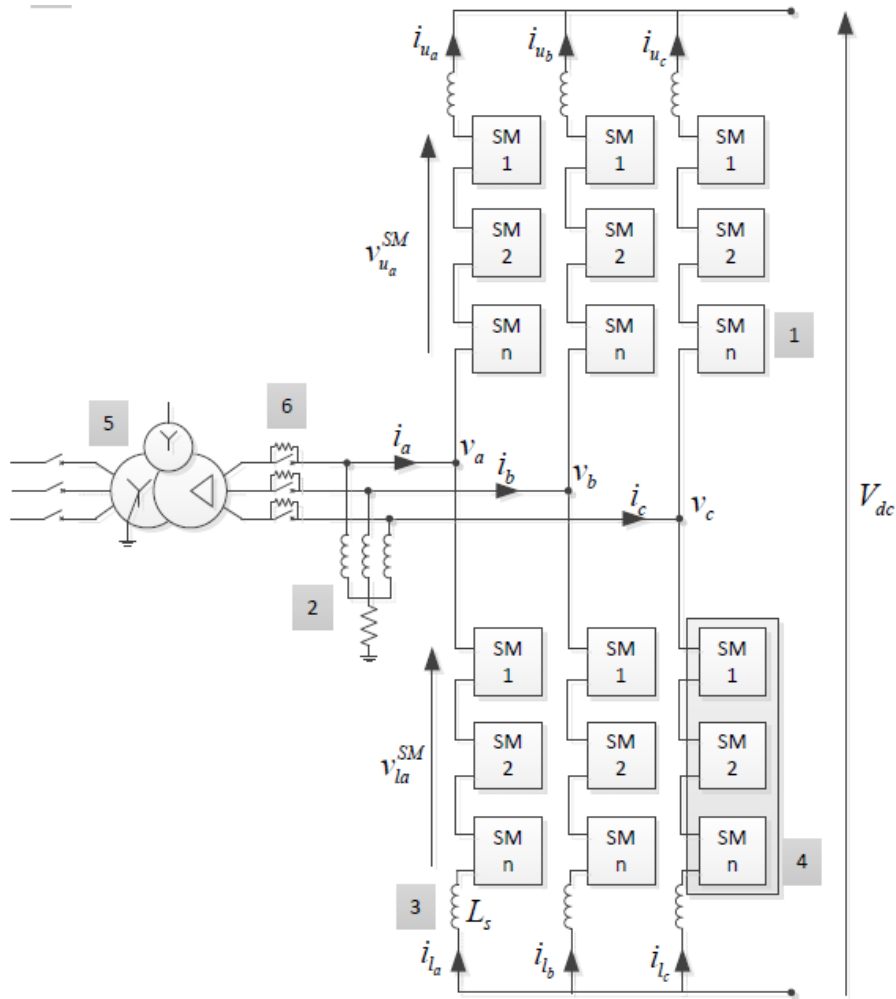 i_{u_a} i_{u_b} i_{u_c}
SM 1
SM 1
SM 1
v_{u_a}^{SM}
SM 2
SM 2
SM 2
SM n
SM n
SM n
1
5
6
i_a
v_a
i_b
v_b
i_c
v_c
V_{dc}
2
SM 1
SM 1
SM 1
v_{la}^{SM}
SM 2
SM 2
SM 2
SM n
SM n
SM n
4
3
L_s
i_{l_a} i_{l_b} i_{l_c}